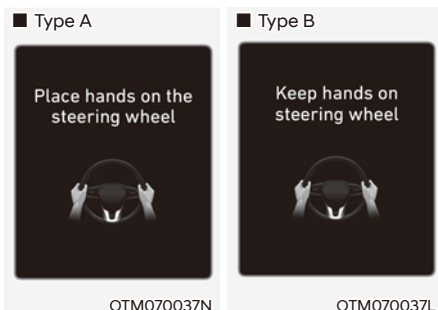 ■ Type A
Place hands on the
steering wheel
OTM070037N
■ Type B
Keep hands on
steering wheel
OTM070037L